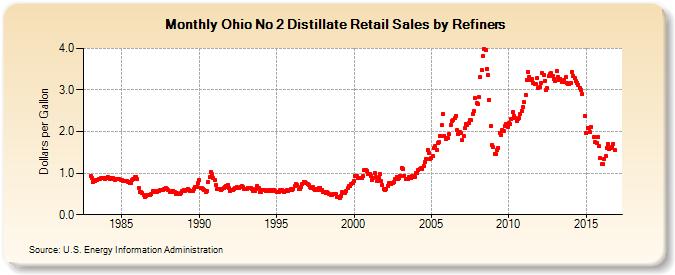 Monthly Ohio No 2 Distillate Retail Sales by Refiners
Dollars per Gallon
4.0
3.0
2.0
1.0
0.0
1985 1990 1995 2000 2005 2010 2015
Source: U.S. Energy Information Administration